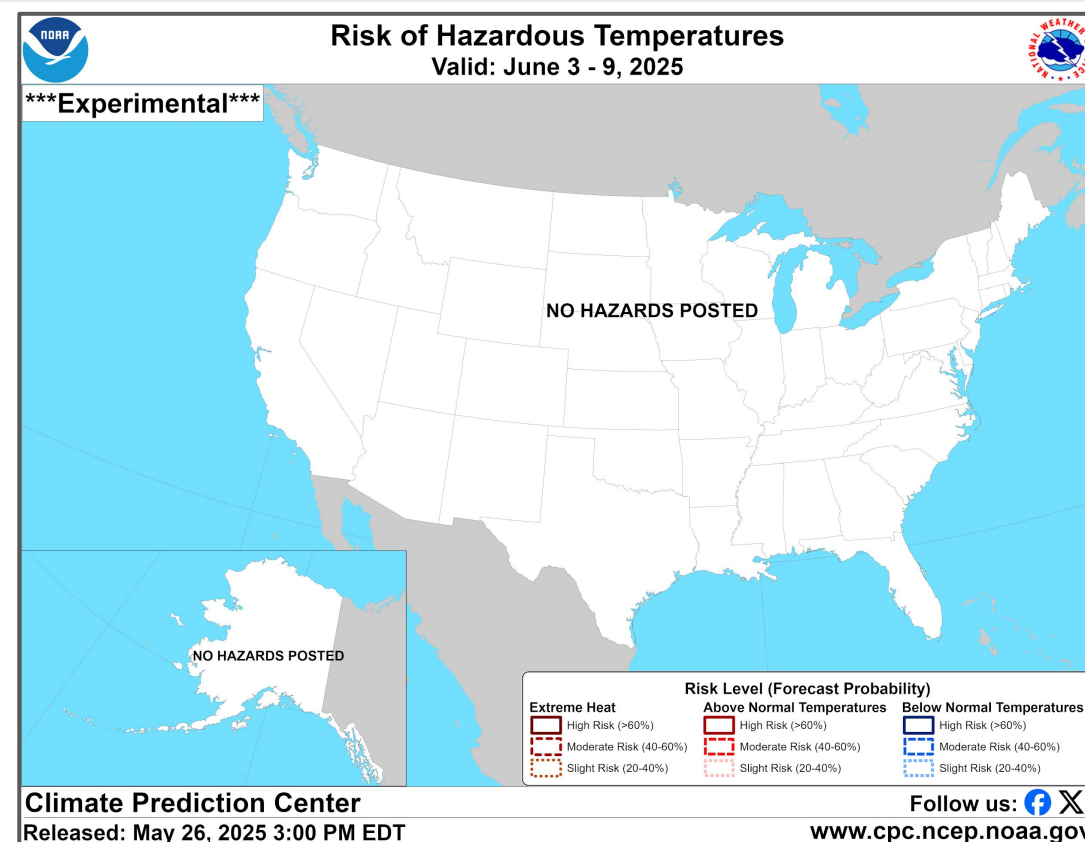 NOAA
Risk of Hazardous Temperatures
Valid: June 3 - 9, 2025
***Experimental***
NO HAZARDS POSTED
NO HAZARDS POSTED
Risk Level (Forecast Probability)
Extreme Heat
High Risk (>60%)
Moderate Risk (40-60%)
Slight Risk (20-40%)
Above Normal Temperatures
High Risk (>60%)
Moderate Risk (40-60%)
Slight Risk (20-40%)
Below Normal Temperatures
High Risk (>60%)
Moderate Risk (40-60%)
Slight Risk (20-40%)
Climate Prediction Center
Follow us:
Released: May 26, 2025 3:00 PM EDT
www.cpc.ncep.noaa.gov